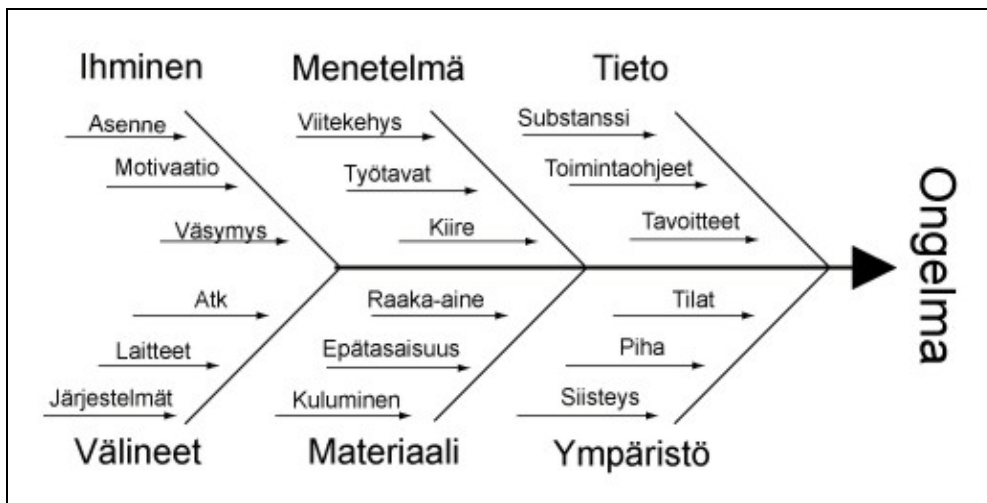 Ihminen
Menetelmä
Tieto
Asenne
Motivaatio
Väsymys
Viitekehys
Työtavat
Kiire
Substanssi
Toimintaohjeet
Tavoitteet
Ongelma
Atk
Laitteet
Järjestelmät
Raaka-aine
Epätasaisuus
Kuluminen
Tilat
Piha
Siisteys
Välineet
Materiaali
Ympäristö